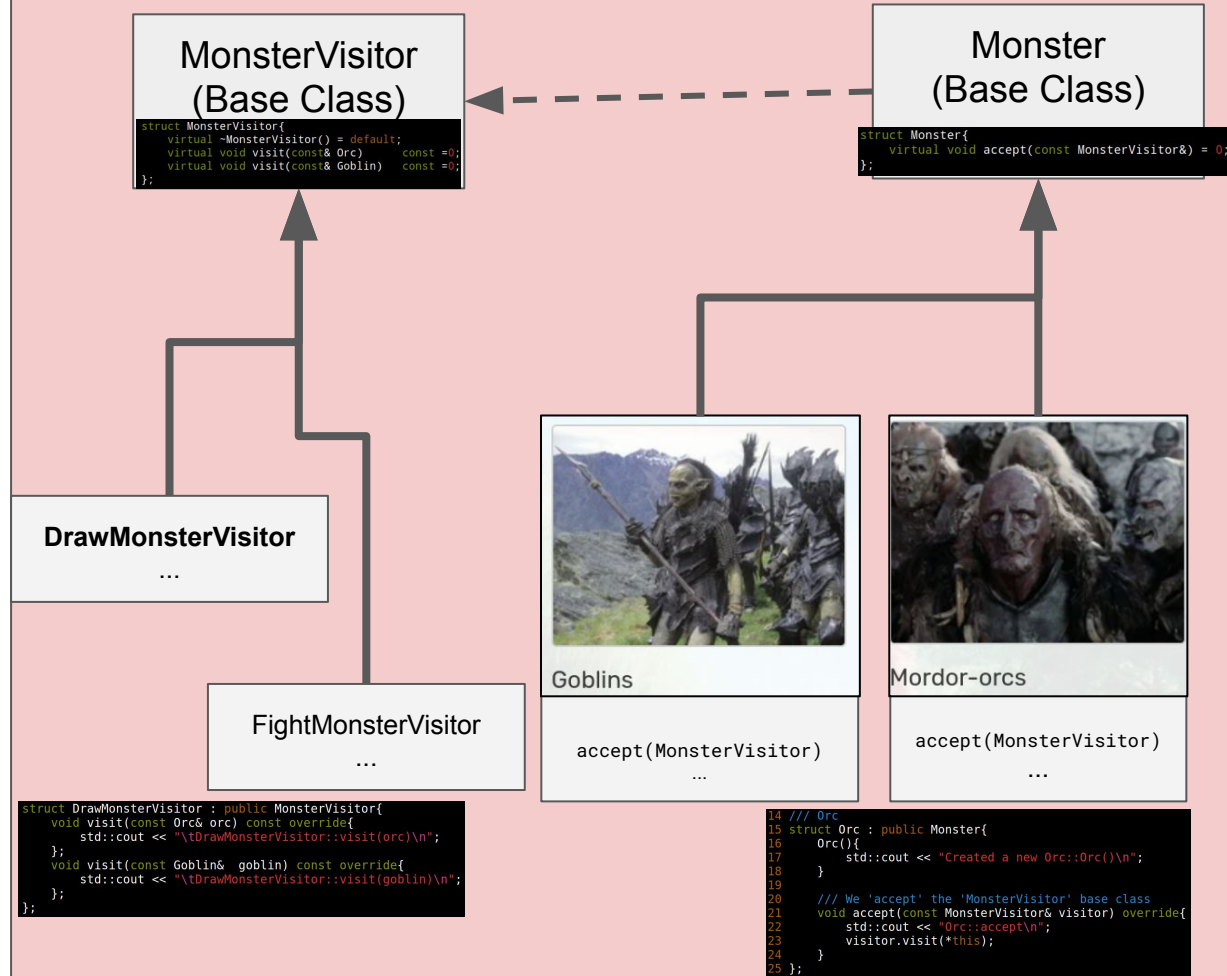 MonsterVisitor
(Base Class)
struct MonsterVisitor{
    virtual ~MonsterVisitor() = default;
    virtual void visit(const& Orc)      const =0;
    virtual void visit(const& Goblin)   const =0;
};
Monster
(Base Class)
struct Monster{
    virtual void accept(const MonsterVisitor&) = 0;
};
DrawMonsterVisitor
...
FightMonsterVisitor
...
Goblins
accept(MonsterVisitor)
...
Mordor-orcs
accept(MonsterVisitor)
...
struct DrawMonsterVisitor : public MonsterVisitor{
    void visit(const Orc& orc) const override{
        std::cout << "\tDrawMonsterVisitor::visit(orc)\n";
    };
    void visit(const Goblin&  goblin) const override{
        std::cout << "\tDrawMonsterVisitor::visit(goblin)\n";
    };
};
14 /// Orc
15 struct Orc : public Monster{
16     Orc(){
17         std::cout << "Created a new Orc::Orc()\n";
18     }
19
20     /// We 'accept' the 'MonsterVisitor' base class
21     void accept(const MonsterVisitor& visitor) override{
22         std::cout << "Orc::accept\n";
23         visitor.visit(*this);
24     }
25 };